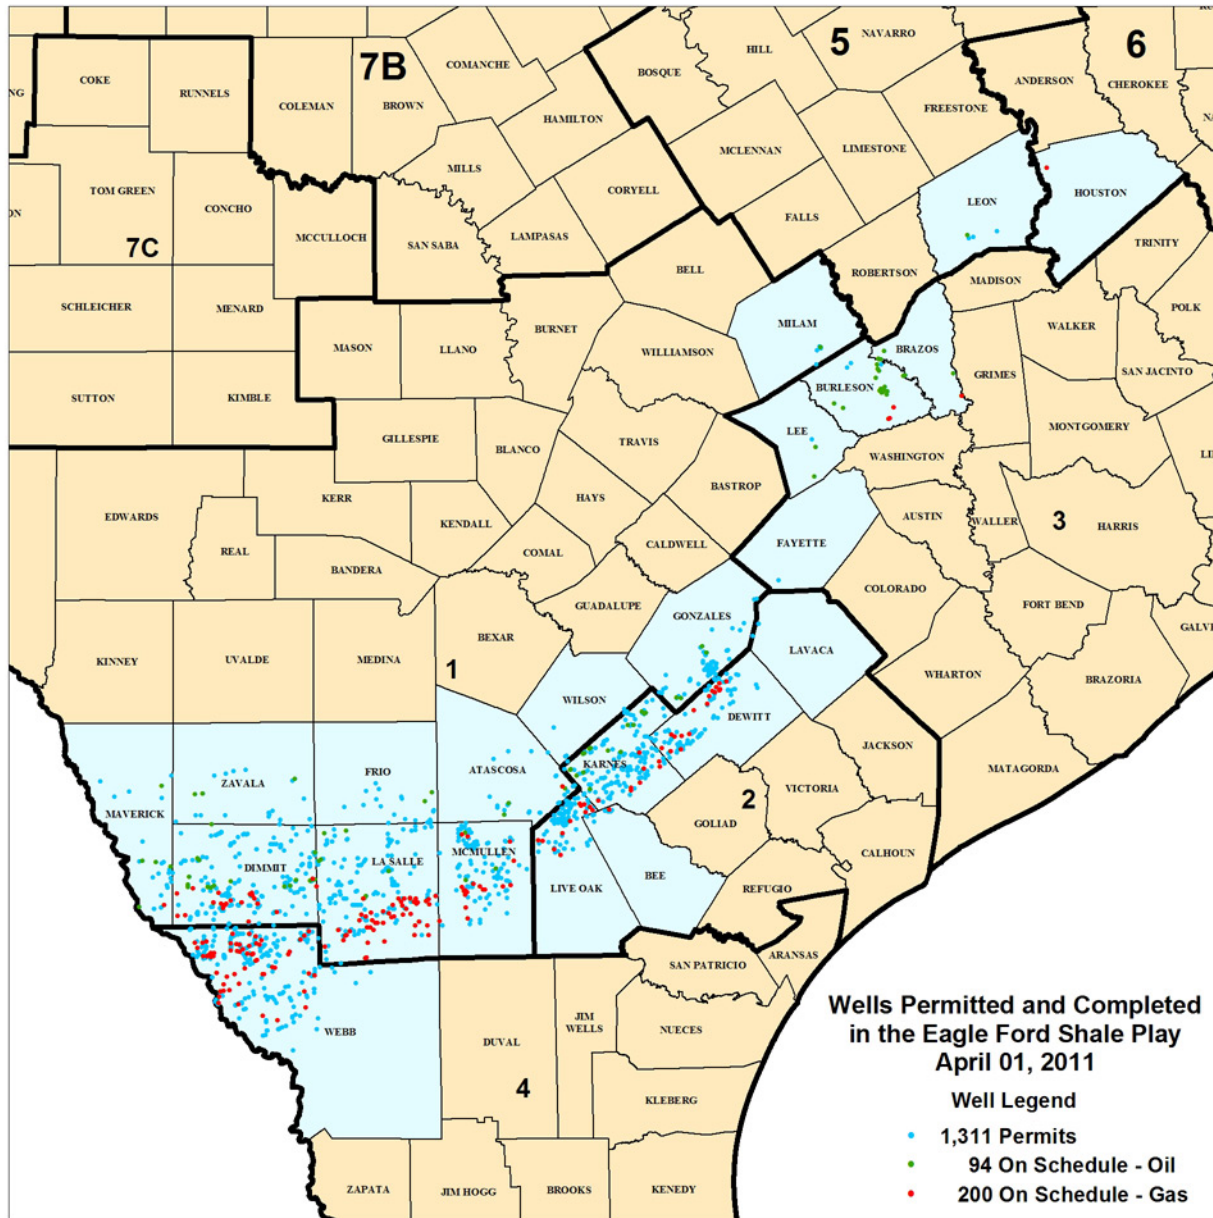 5
NAVARRO
6
HILL
7B
COMANCHE
BOSQUE
COKE
ANDERSON
CHEROKEE
RUNNELS
COLEMAN
BROWN
FREESTONE
HAMILTON
MCLENNAN
LIMESTONE
MILLS
TOM GREEN
CORYELL
HOUSTON
LEON
CONCHO
FALLS
LAMPASAS
MCCULLOCH
SAN SABA
TRINITY
7C
BELL
ROBERTSON
MADISON
SCHLEICHER
MENARD
POLK
MILAM
WALKER
BURNET
MASON
LLANO
WILLIAMSON
BRAZOS
SAN JACINTO
GRIMES
BURLESON
SUTTON
KIMBLE
MONTGOMERY
LEE
GILLESPIE
TRAVIS
BLANCO
WASHINGTON
LI
BASTROP
KERR
HAYS
EDWARDS
AUSTIN
WALLER
3
HARRIS
KENDALL
FAYETTE
CALDWELL
REAL
COMAL
BANDERA
COLORADO
GUADALUPE
FORT BEND
GONZALES
GALV
BEXAR
LAVACA
KINNEY
UVALDE
MEDINA
1
WHARTON
BRAZORIA
WILSON
DEWITT
JACKSON
KARNES
ATASCOSA
FRIO
MATAGORDA
ZAVALA
VICTORIA
2
MAVERICK
GOLIAD
MCMULLEN
CALHOUN
LA SALLE
DIMMIT
BEE
LIVE OAK
REFUGIO
ARANSAS
SAN PATRICIO
Wells Permitted and Completed
in the Eagle Ford Shale Play
April 01, 2011
JIM
WELLS
NUECES
WEBB
DUVAL
4
KLEBERG
Well Legend
1,311 Permits
94 On Schedule - Oil
200 On Schedule - Gas
ZAPATA
JIM HOGG
BROOKS
KENEDY